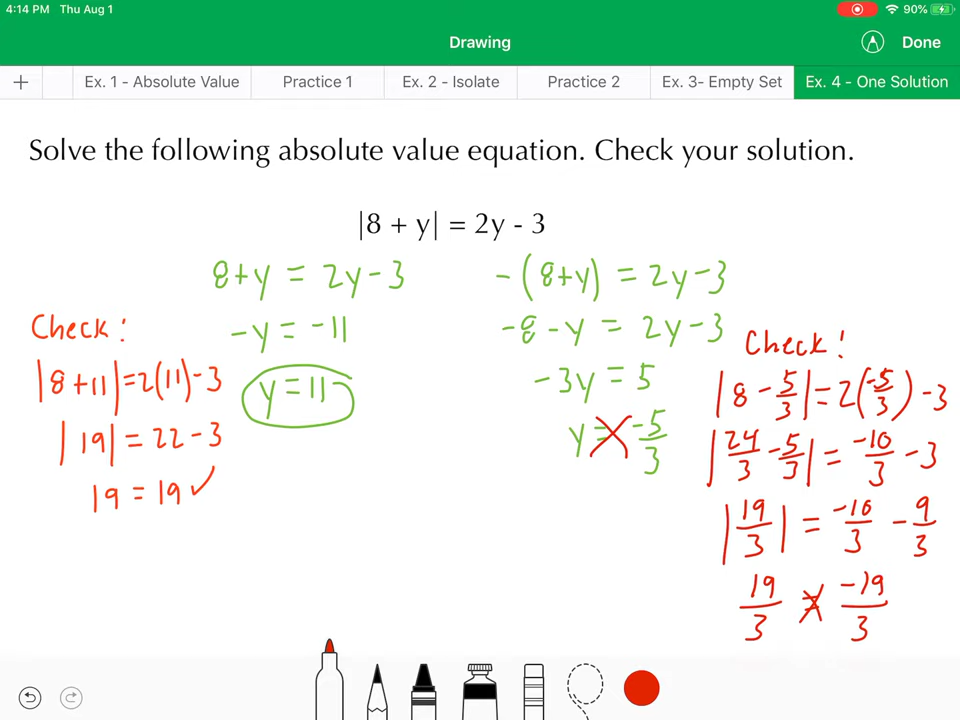 4:14 PM Thu Aug 1
90%
Drawing
Done
+
Ex. 1 - Absolute Value
Practice 1
Ex. 2 - Isolate
Practice 2
Ex. 3- Empty Set
Ex. 4 - One Solution
Solve the following absolute value equation. Check your solution.
|8 + y| = 2y - 3
8+y = 2y-3
-y = -11
y = 11
-(8+y) = 2y-3
-8-y = 2y-3
-3y = 5
y = -5/3
Check:
|8+11| = 2(11)-3
|19| = 22-3
19 = 19 ✓
Check!
|8 - 5/3| = 2(-5/3) - 3
|24/3 - 5/3| = -10/3 - 3
|19/3| = -10/3 - 9/3
19/3 ≠ -19/3